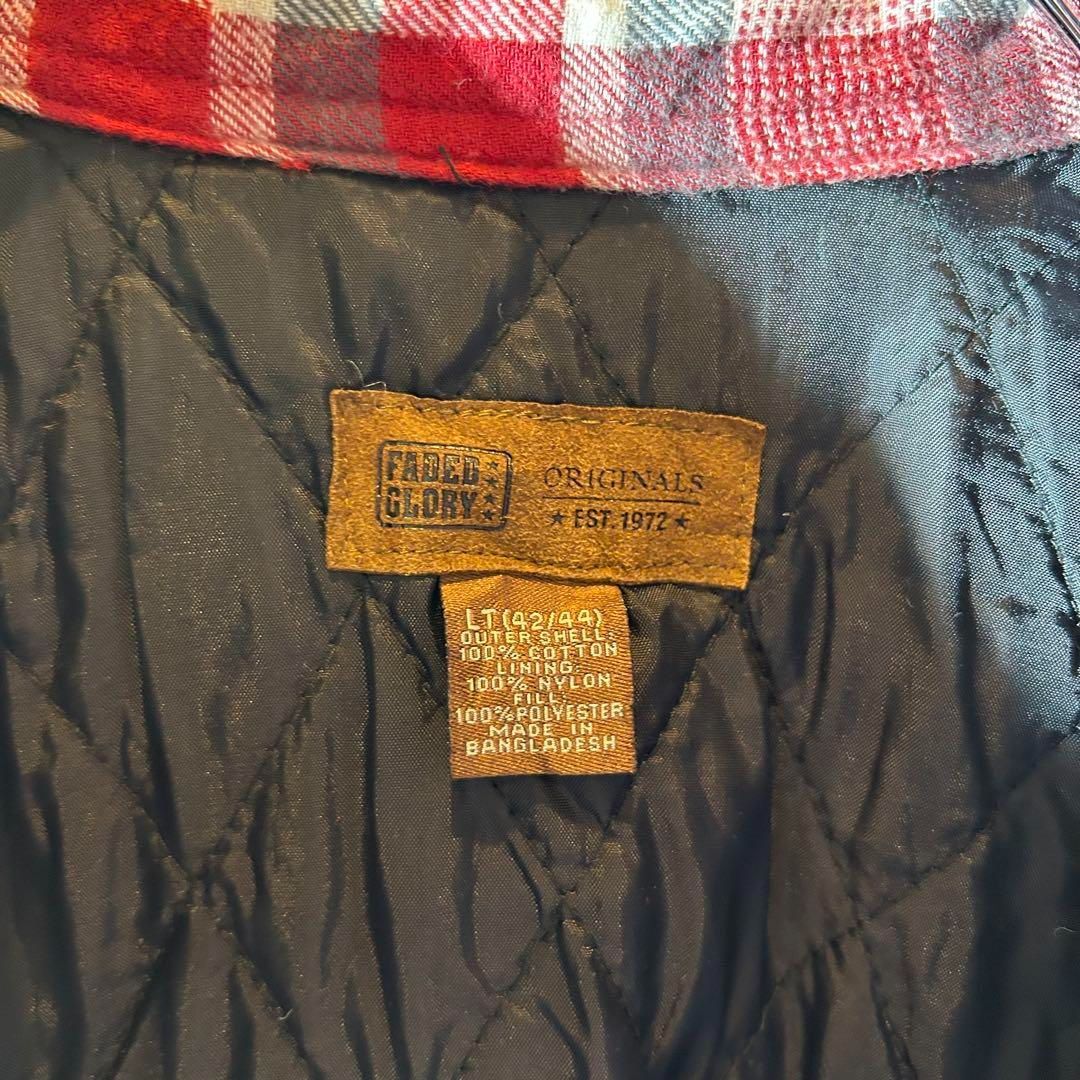 FADED
GLORY
ORIGINALS
★ EST. 1972 ★
LT (42/44)
OUTER SHELL:
100% COTTON
LINING:
100% NYLON
FILL:
100% POLYESTER
MADE IN
BANGLADESH